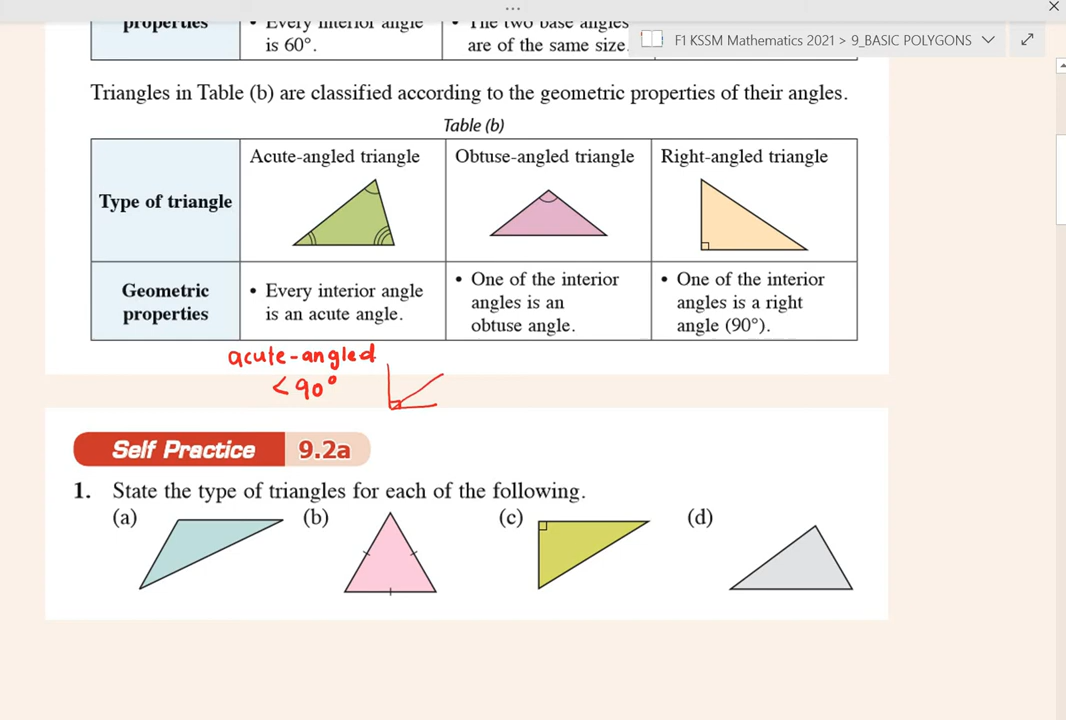 properties
• Every interior angle
is 60°.
• The two base angles
are of the same size.
F1 KSSM Mathematics 2021 > 9_BASIC POLYGONS
Triangles in Table (b) are classified according to the geometric properties of their angles.
Table (b)
Type of triangle
Acute-angled triangle
Obtuse-angled triangle
Right-angled triangle
Geometric
properties
• Every interior angle
is an acute angle.
• One of the interior
angles is an
obtuse angle.
• One of the interior
angles is a right
angle (90°).
acute-angled
< 90°
Self Practice 9.2a
1. State the type of triangles for each of the following.
(a) (b) (c) (d)